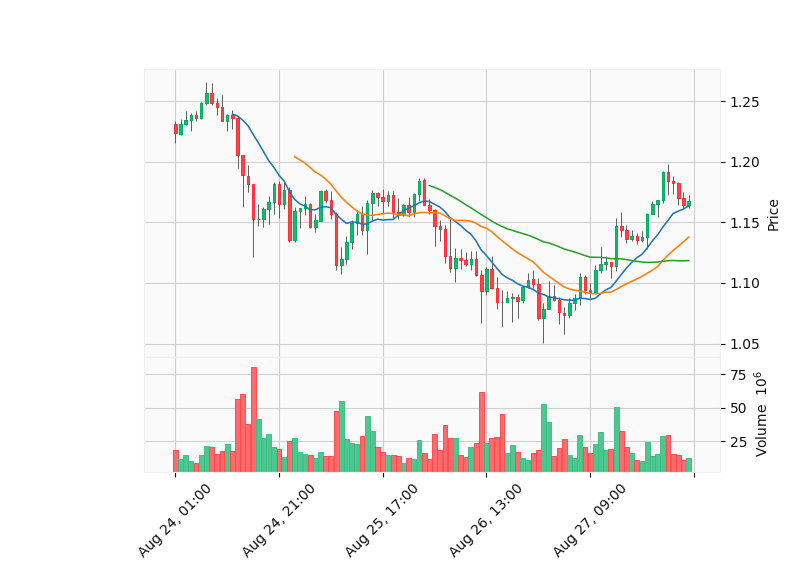 1.25
1.20
1.15
1.10
1.05
Price
75
50
25
Volume 10^6
Aug 24, 01:00
Aug 24, 21:00
Aug 25, 17:00
Aug 26, 13:00
Aug 27, 09:00